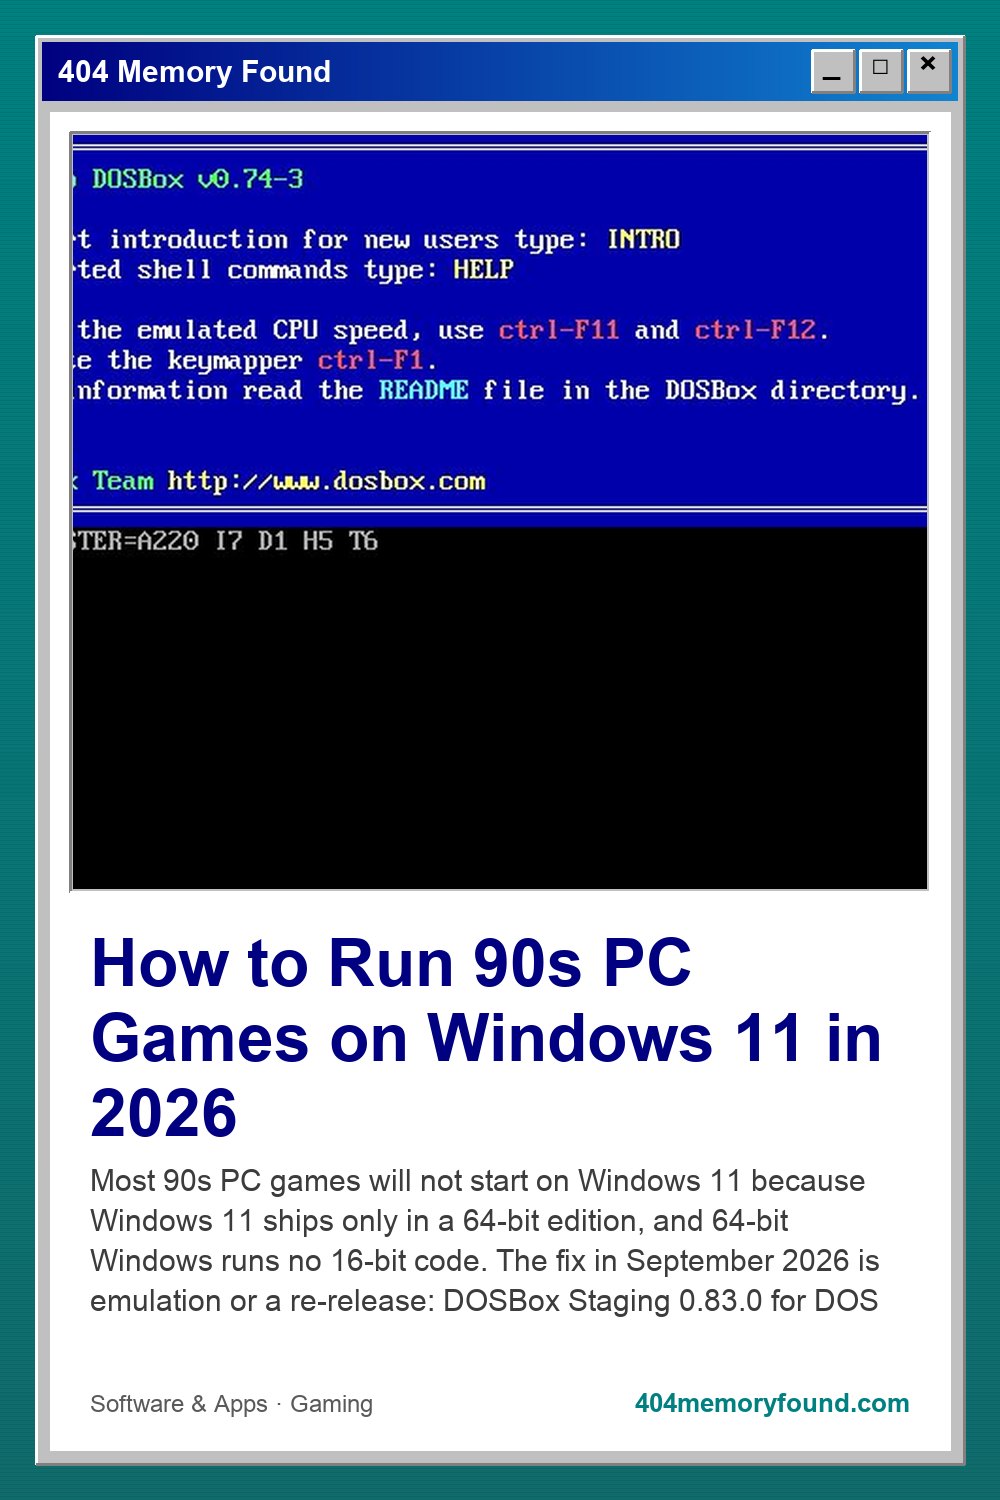 404 Memory Found
DOSBox v0.74-3
t introduction for new users type: INTRO
ted shell commands type: HELP
the emulated CPU speed, use ctrl-F11 and ctrl-F12.
e the keymapper ctrl-F1.
nformation read the README file in the DOSBox directory.
Team http://www.dosbox.com
STER=A220 I7 D1 H5 T6
How to Run 90s PC
Games on Windows 11 in
2026
Most 90s PC games will not start on Windows 11 because
Windows 11 ships only in a 64-bit edition, and 64-bit
Windows runs no 16-bit code. The fix in September 2026 is
emulation or a re-release: DOSBox Staging 0.83.0 for DOS
Software & Apps · Gaming
404memoryfound.com